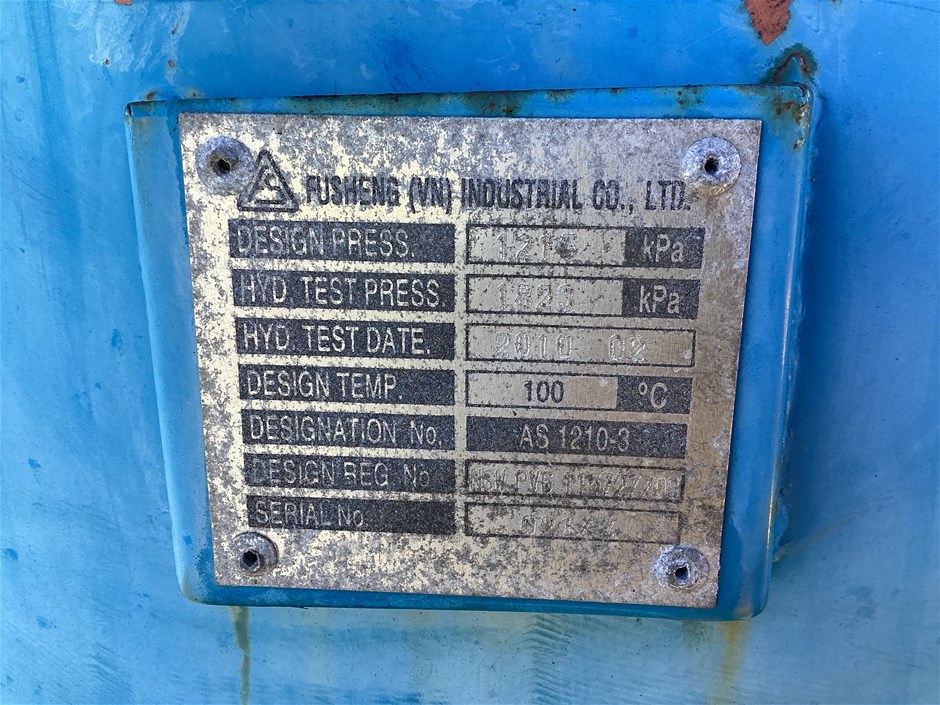 FUSHENG (VN) INDUSTRIAL CO., LTD.
DESIGN PRESS. kPa
HYD. TEST PRESS 1823 kPa
HYD. TEST DATE. 2010 02
DESIGN TEMP. 100 °C
DESIGNATION No. AS 1210-3
DESIGN REG. No
SERIAL No.